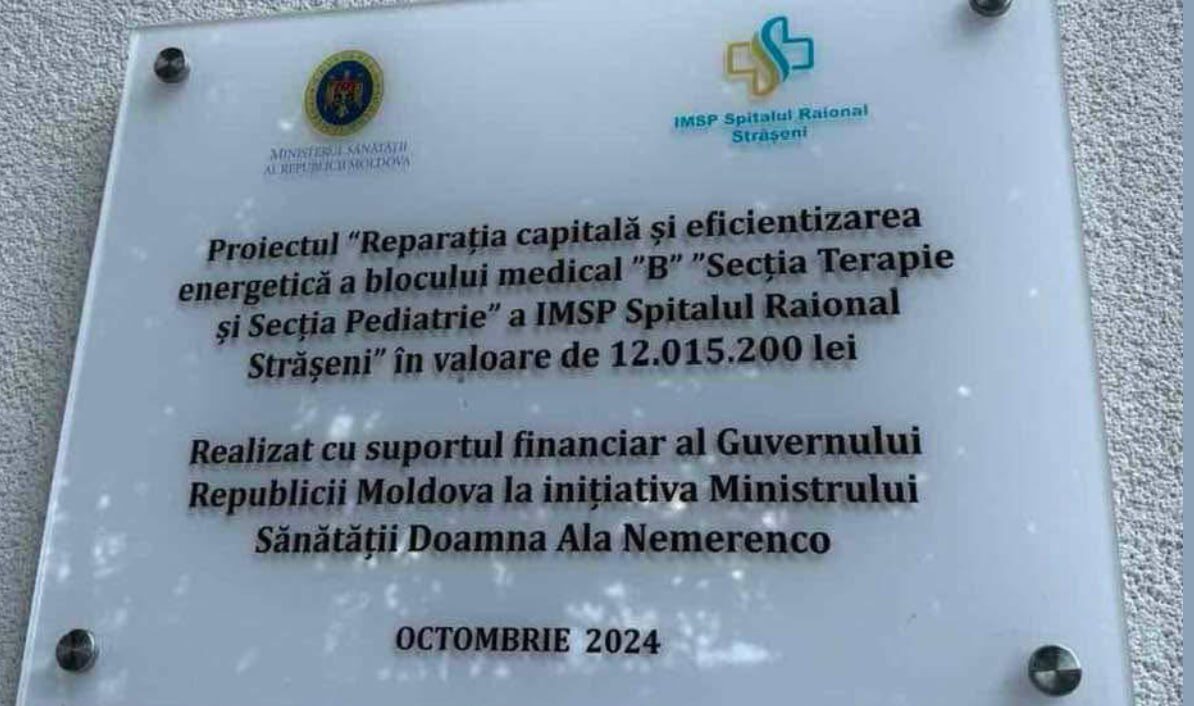 MINISTERUL SĂNĂTĂȚII
AL REPUBLICII MOLDOVA
IMSP Spitalul Raional
Strășeni
Proiectul "Reparația capitală și eficientizarea
energetică a blocului medical "B" "Secția Terapie
și Secția Pediatrie" a IMSP Spitalul Raional
Strășeni" în valoare de 12.015.200 lei
Realizat cu suportul financiar al Guvernului
Republicii Moldova la inițiativa Ministrului
Sănătății Doamna Ala Nemerenco
OCTOMBRIE 2024